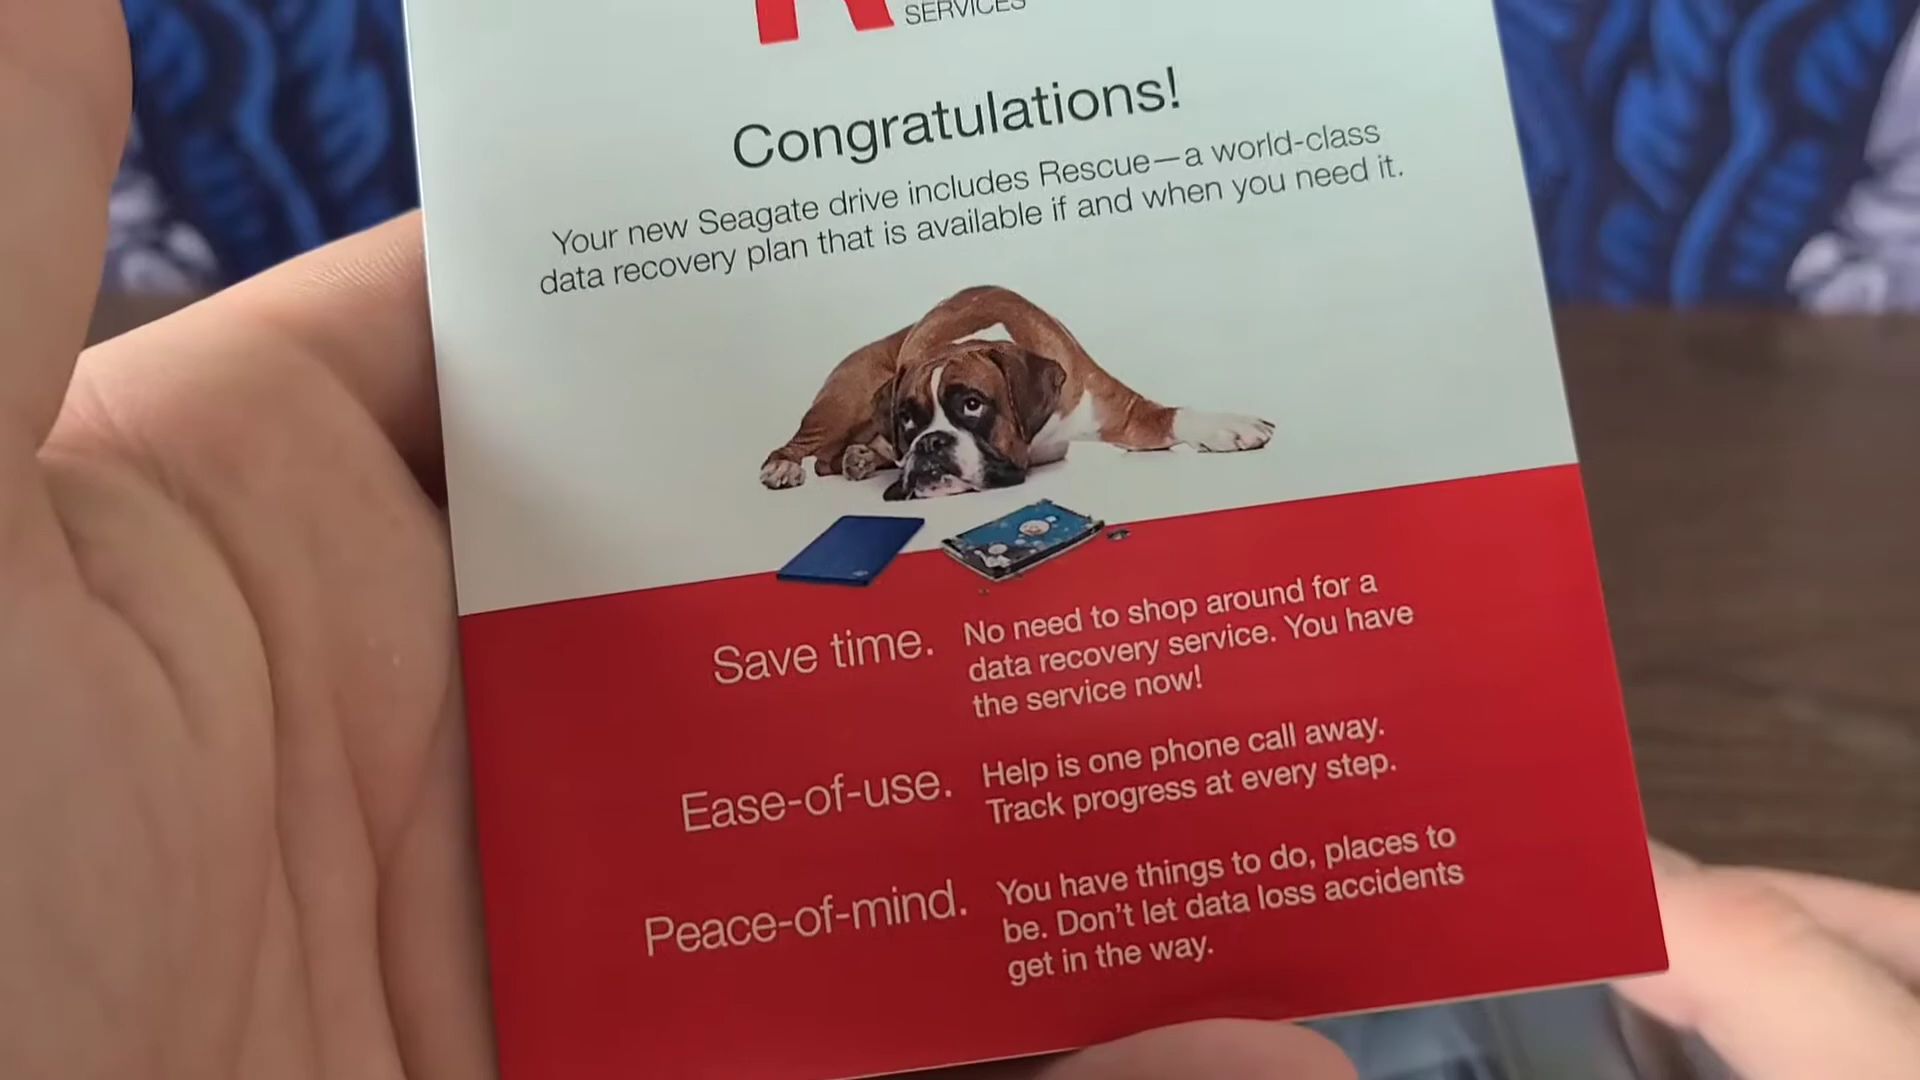 SERVICES
Congratulations!
Your new Seagate drive includes Rescue—a world-class
data recovery plan that is available if and when you need it.
Save time.
No need to shop around for a
data recovery service. You have
the service now!
Ease-of-use.
Help is one phone call away.
Track progress at every step.
Peace-of-mind.
You have things to do, places to
be. Don't let data loss accidents
get in the way.